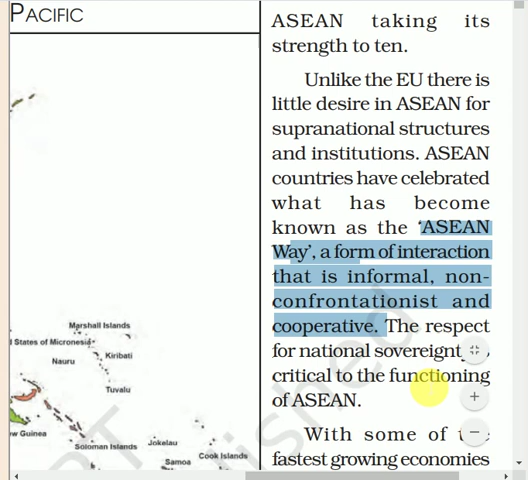 PACIFIC
ASEAN taking its
strength to ten.
Unlike the EU there is
little desire in ASEAN for
supranational structures
and institutions. ASEAN
countries have celebrated
what has become
known as the ‘ASEAN
Way’, a form of interaction
that is informal, non-
confrontationist and
cooperative. The respect
for national sovereignty
critical to the functioning
of ASEAN.
With some of
fastest growing economies
Marshall Islands
States of Micronesia
Nauru
Kiribati
Tuvalu
w Guinea
Soloman Islands
Jokelau
Samoa
Cook Islands